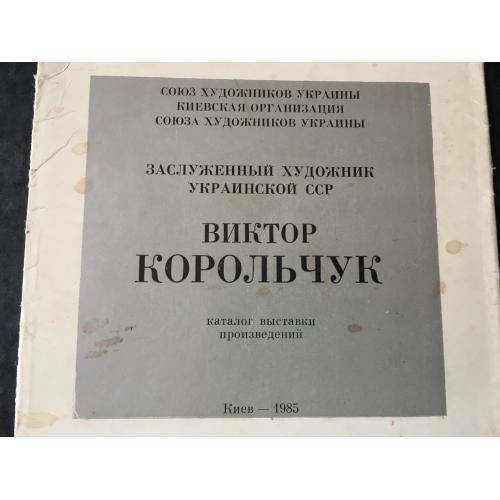 СОЮЗ ХУДОЖНИКОВ УКРАИНЫ
КИЕВСКАЯ ОРГАНИЗАЦИЯ
СОЮЗА ХУДОЖНИКОВ УКРАИНЫ
ЗАСЛУЖЕННЫЙ ХУДОЖНИК
УКРАИНСКОЙ ССР
ВИКТОР
КОРОЛЬЧУК
каталог выставки
произведений
Киев — 1985